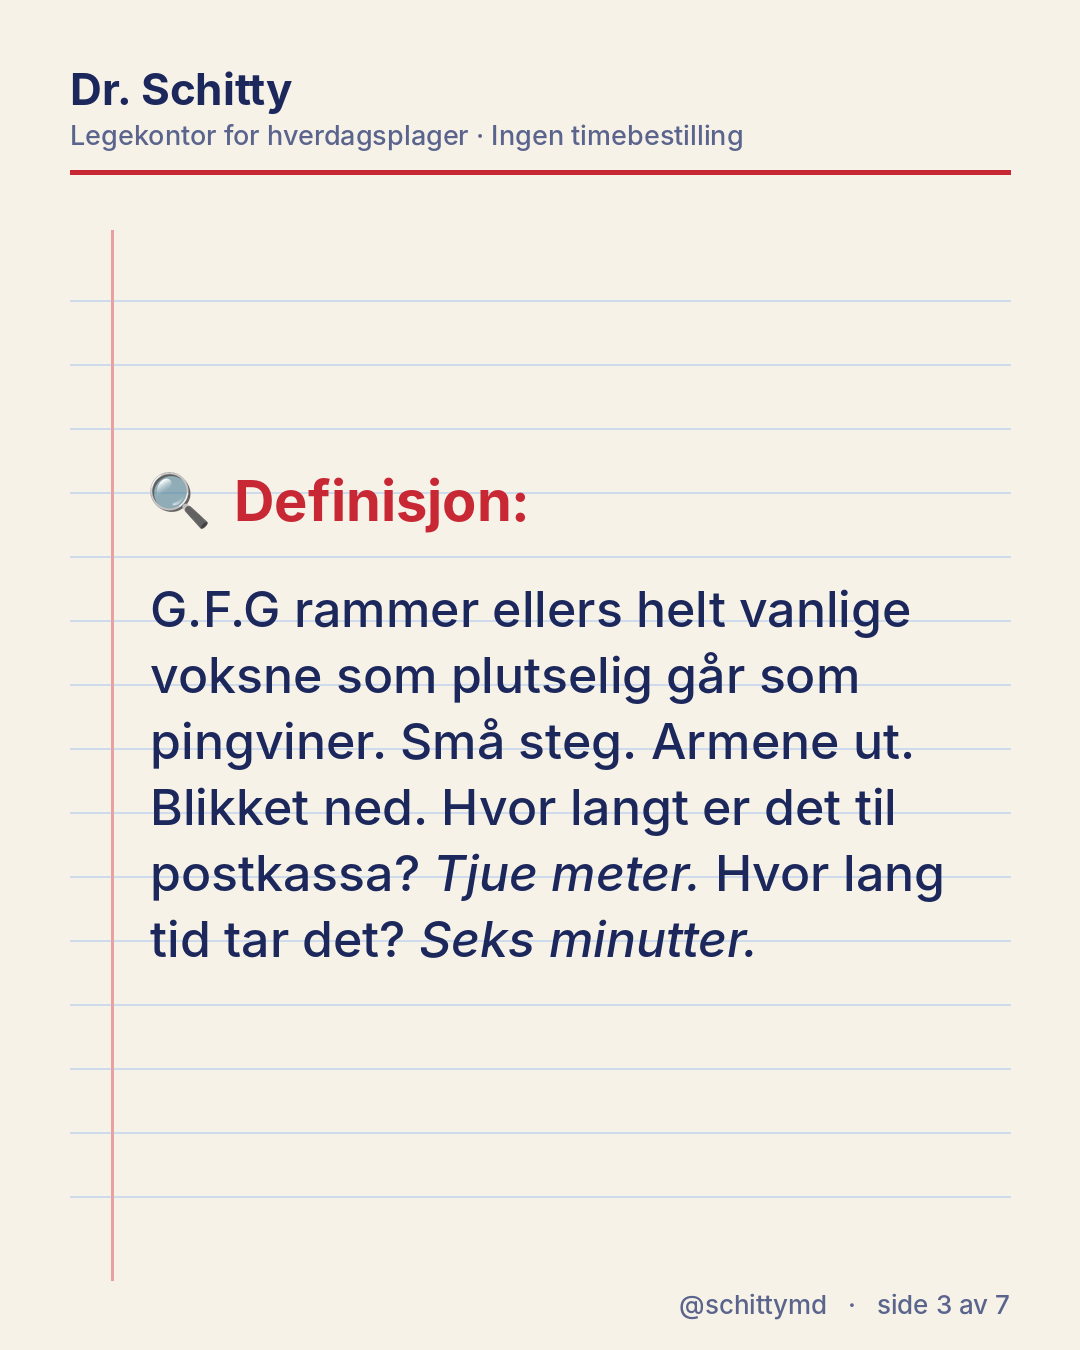 Dr. Schitty
Legekontor for hverdagsplager · Ingen timebestilling
🔍 Definisjon:
G.F.G rammer ellers helt vanlige
voksne som plutselig går som
pingviner. Små steg. Armene ut.
Blikket ned. Hvor langt er det til
postkassa? Tjue meter. Hvor lang
tid tar det? Seks minutter.
@schittymd · side 3 av 7